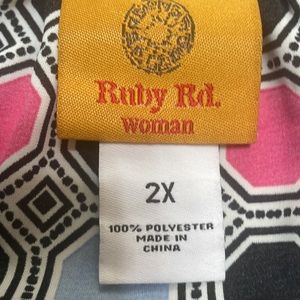 Ruby Rd.
woman
2X
100% POLYESTER
MADE IN
CHINA